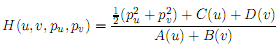 H(u, v, p_u, p_v) = \frac{\frac{1}{2}(p_u^2 + p_v^2) + C(u) + D(v)}{A(u) + B(v)}